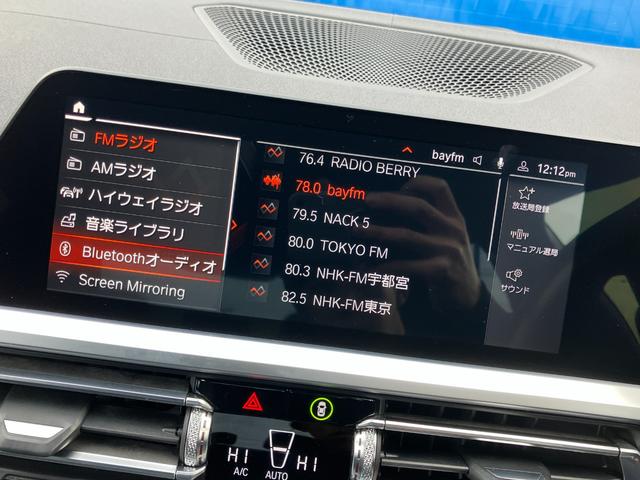 FMラジオ
AMラジオ
ハイウェイラジオ
音楽ライブラリ
Bluetoothオーディオ
Screen Mirroring
76.4 RADIO BERRY
78.0 bayfm
79.5 NACK 5
80.0 TOKYO FM
80.3 NHK-FM宇都宮
82.5 NHK-FM東京
bayfm
12:12pm
放送局登録
マニュアル選局
サウンド
HI
HI
A/C
AUTO